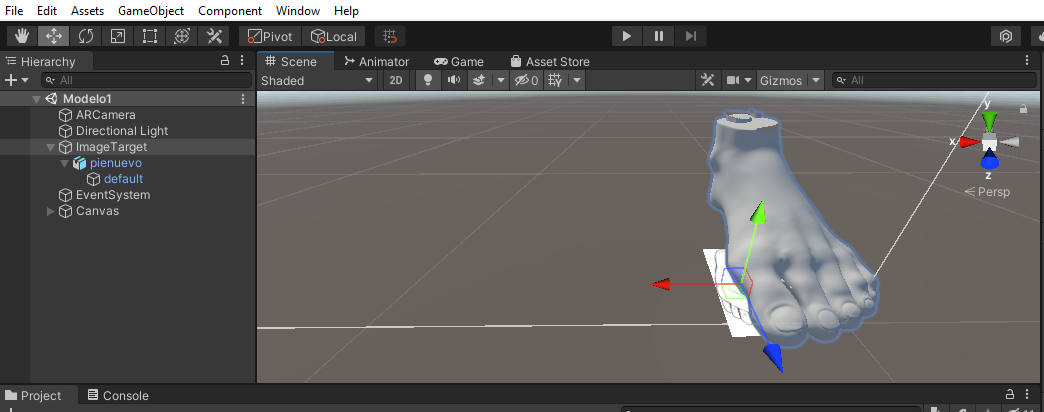 File Edit Assets GameObject Component Window Help
Pivot Local
Hierarchy
All
Modelo1
ARCamera
Directional Light
ImageTarget
pienuevo
default
EventSystem
Canvas
Scene Animator Game Asset Store
Shaded 2D 0 Gizmos All
y
x
z
Persp
Project Console
11